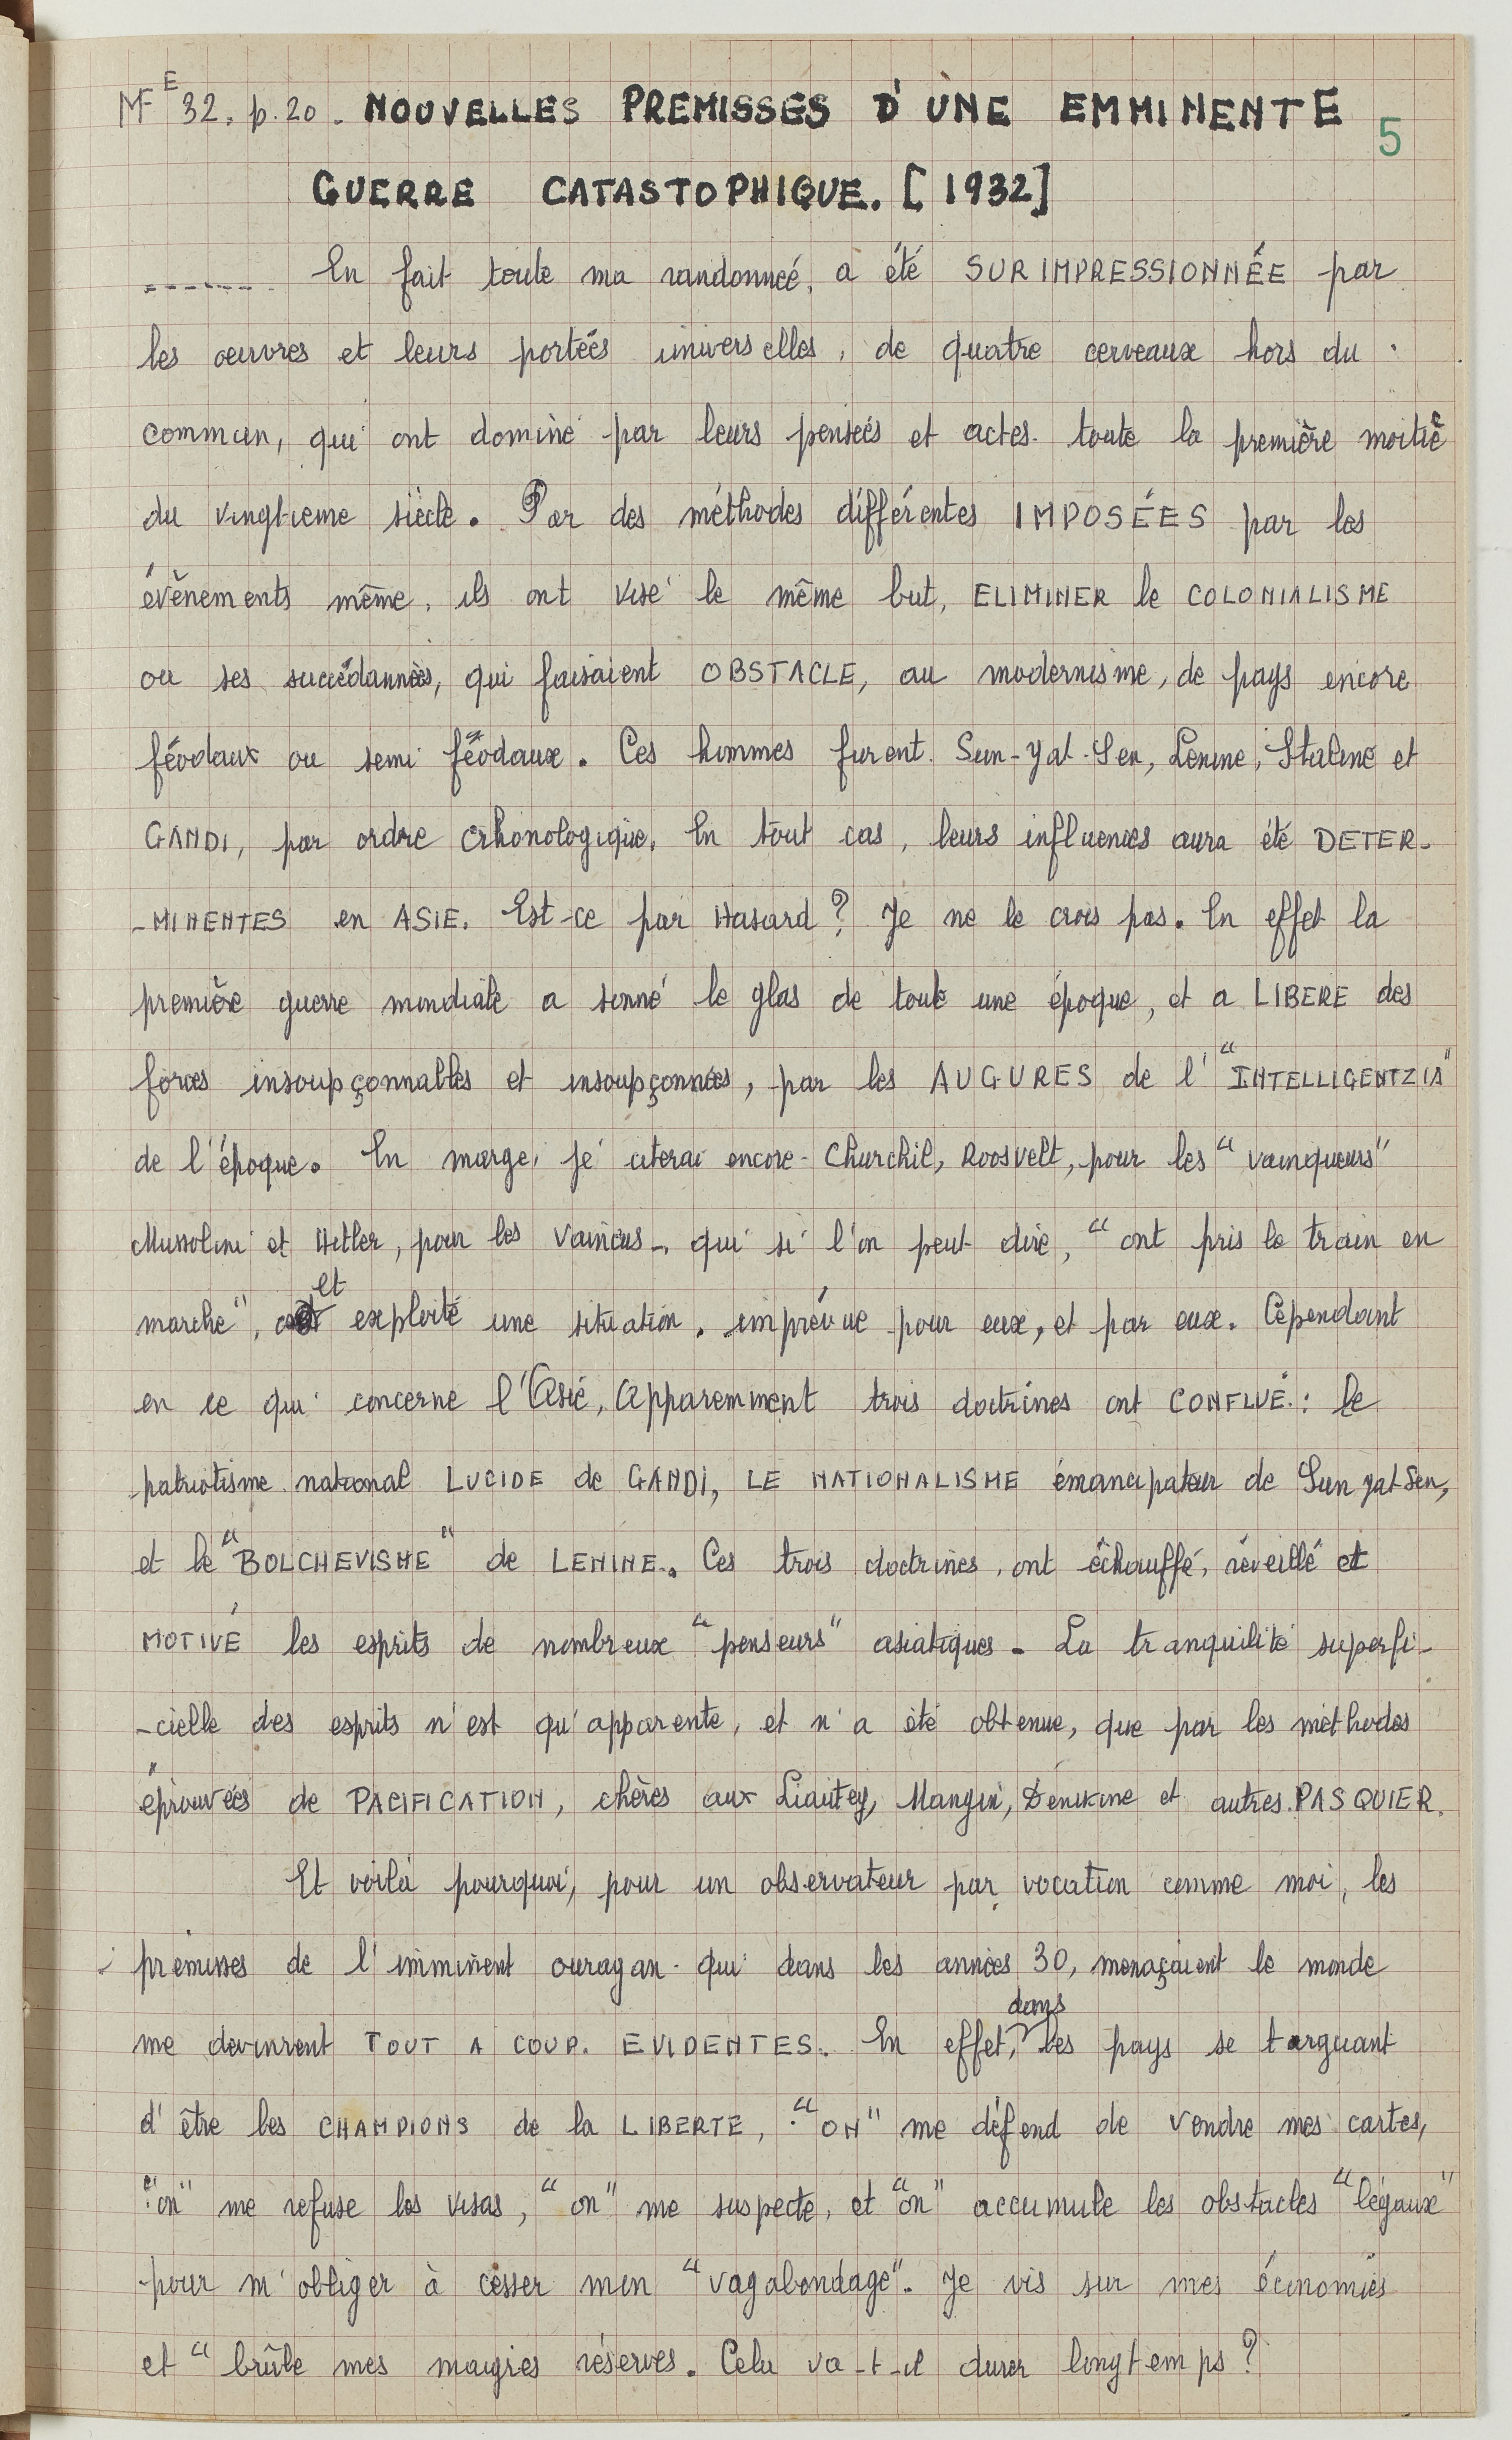 MF E 32. p. 20. NOUVELLES PREMISSES D'UNE EMMINENTE
5
GUERRE CATASTOPHIQUE. [1932]
------- En fait toute ma randonneé, a été SURIMPRESSIONNÉE par
les oeuvres et leurs porteés universelles, de quatre cerveaux hors du
commun, qui ont dominé par leurs penseés et actes toute la première moitié
du vingtieme siècle. Par des méthodes différentes IMPOSÉES par les
évènements même, ils ont visé le même but, ELIMINER le COLONIALISME
ou ses succédannées, qui faisaient OBSTACLE, au modernisme, de pays encore
féodaux ou semi féodaux. Ces hommes furent Sun-Yat-Sen, Lenine, Staline et
GANDI, par ordre crhonologique. En tout cas, leurs influences aura été DETER-
-MINENTES en ASIE. Est-ce par Hasard? Je ne le crois pas. En effet la
première guerre mondiale a sonné le glas de toute une époque, et a LIBERE des
forces insoupçonnables et insoupçonnées, par les AUGURES de l'"INTELLIGENTZIA"
de l'époque. En marge, je citerai encore - Churchil, Roosvelt, pour les "vainqueurs"
Mussolini et Hitler, pour les vaincus -, qui si l'on peut dire, "ont pris le train en
marche", et exploité une situation, imprévue pour eux, et par eux. Cependant
en ce qui concerne l'Asie, Apparemment trois doctrines ont CONFLUÉ : le
patriotisme national LUCIDE de GANDI, LE NATIONALISME émancipateur de Sun yat Sen,
et le "BOLCHEVISME" de LENINE. Ces trois doctrines, ont échouffé, réveillé et
MOTIVÉ les esprits de nombreux "penseurs" asiatiques - La tranquilité superfi-
-cielle des esprits n'est qu'apparente, et n'a été obtenue, que par les méthodes
éprouvées de PACIFICATION, chères aux Liautey, Mangin, Dénikine et autres PASQUIER.
Et voilà pourquoi, pour un observateur par vocation comme moi, les
premisses de l'imminent ouragan qui dans les années 30, menaçaient le monde
me devinrent TOUT A COUP. EVIDENTES. En effet, dans les pays se targuant
d'être les CHAMPIONS de la LIBERTE, "ON" me défend de vendre mes cartes,
"on" me refuse les visas, "on" me suspecte, et "on" accumule les obstacles "légaux"
pour m'obliger à cesser mon "vagabondage". Je vis sur mes économies
et "brûle mes maigres réserves. Cela va-t-il durer longtemps?